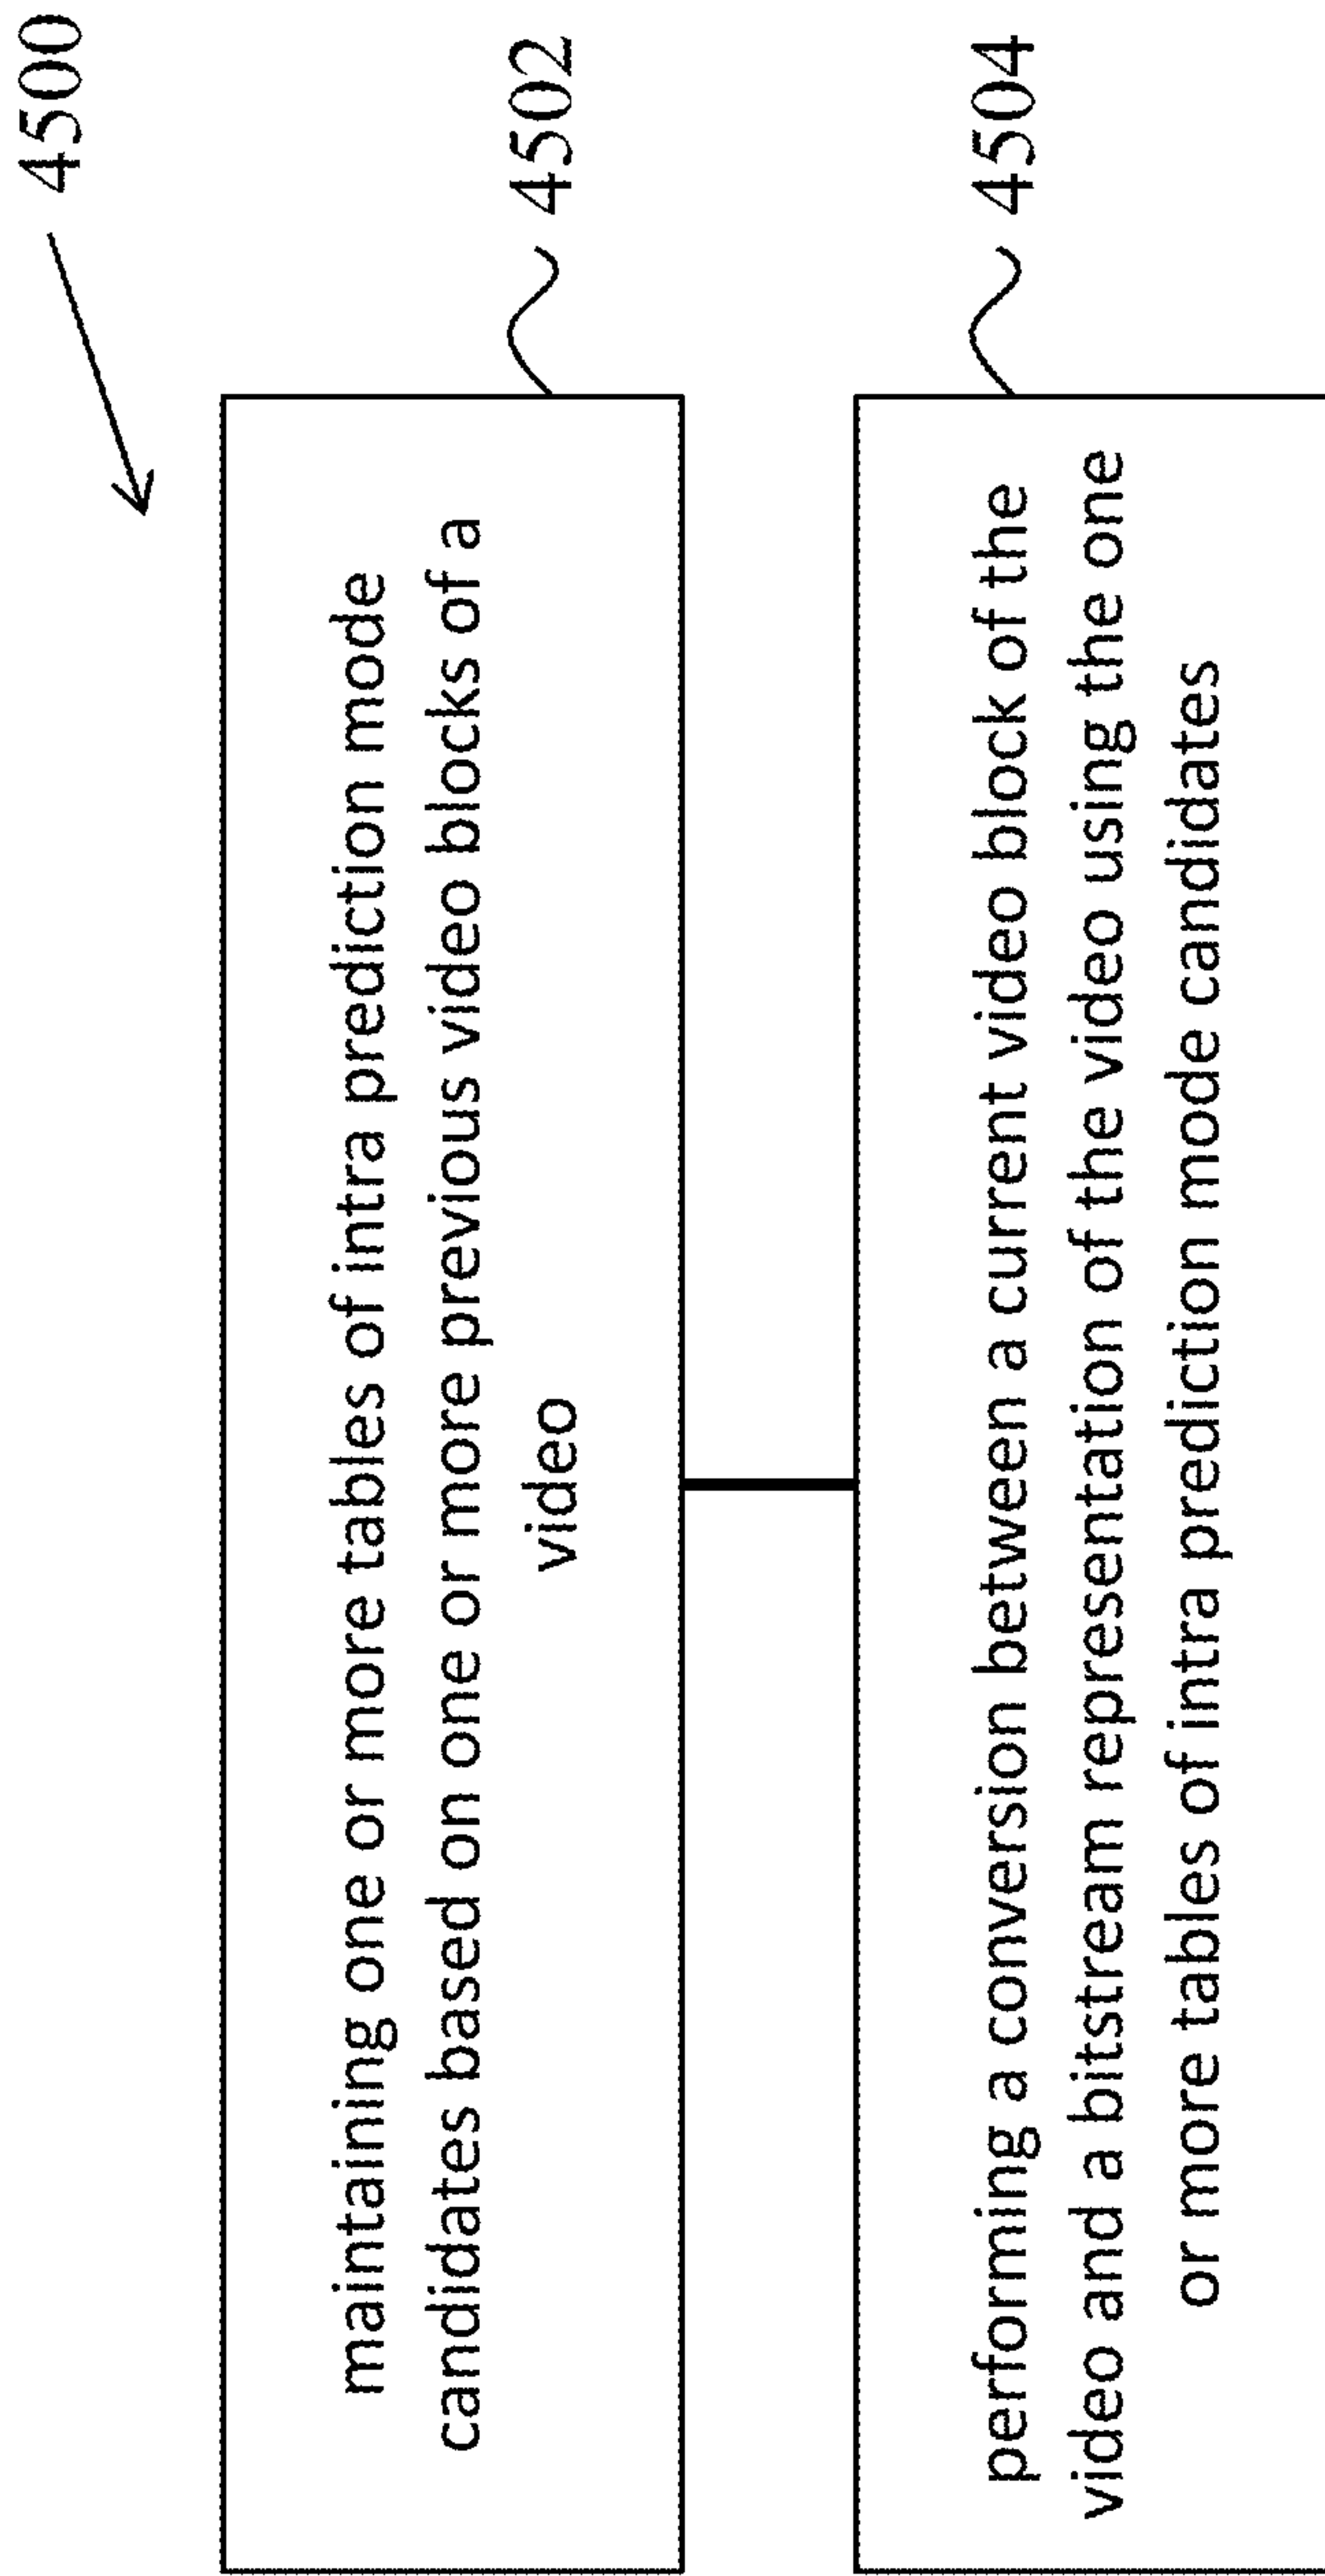 4500
maintaining one or more tables of intra prediction mode
candidates based on one or more previous video blocks of a
video
4502
performing a conversion between a current video block of the
video and a bitstream representation of the video using the one
or more tables of intra prediction mode candidates
4504